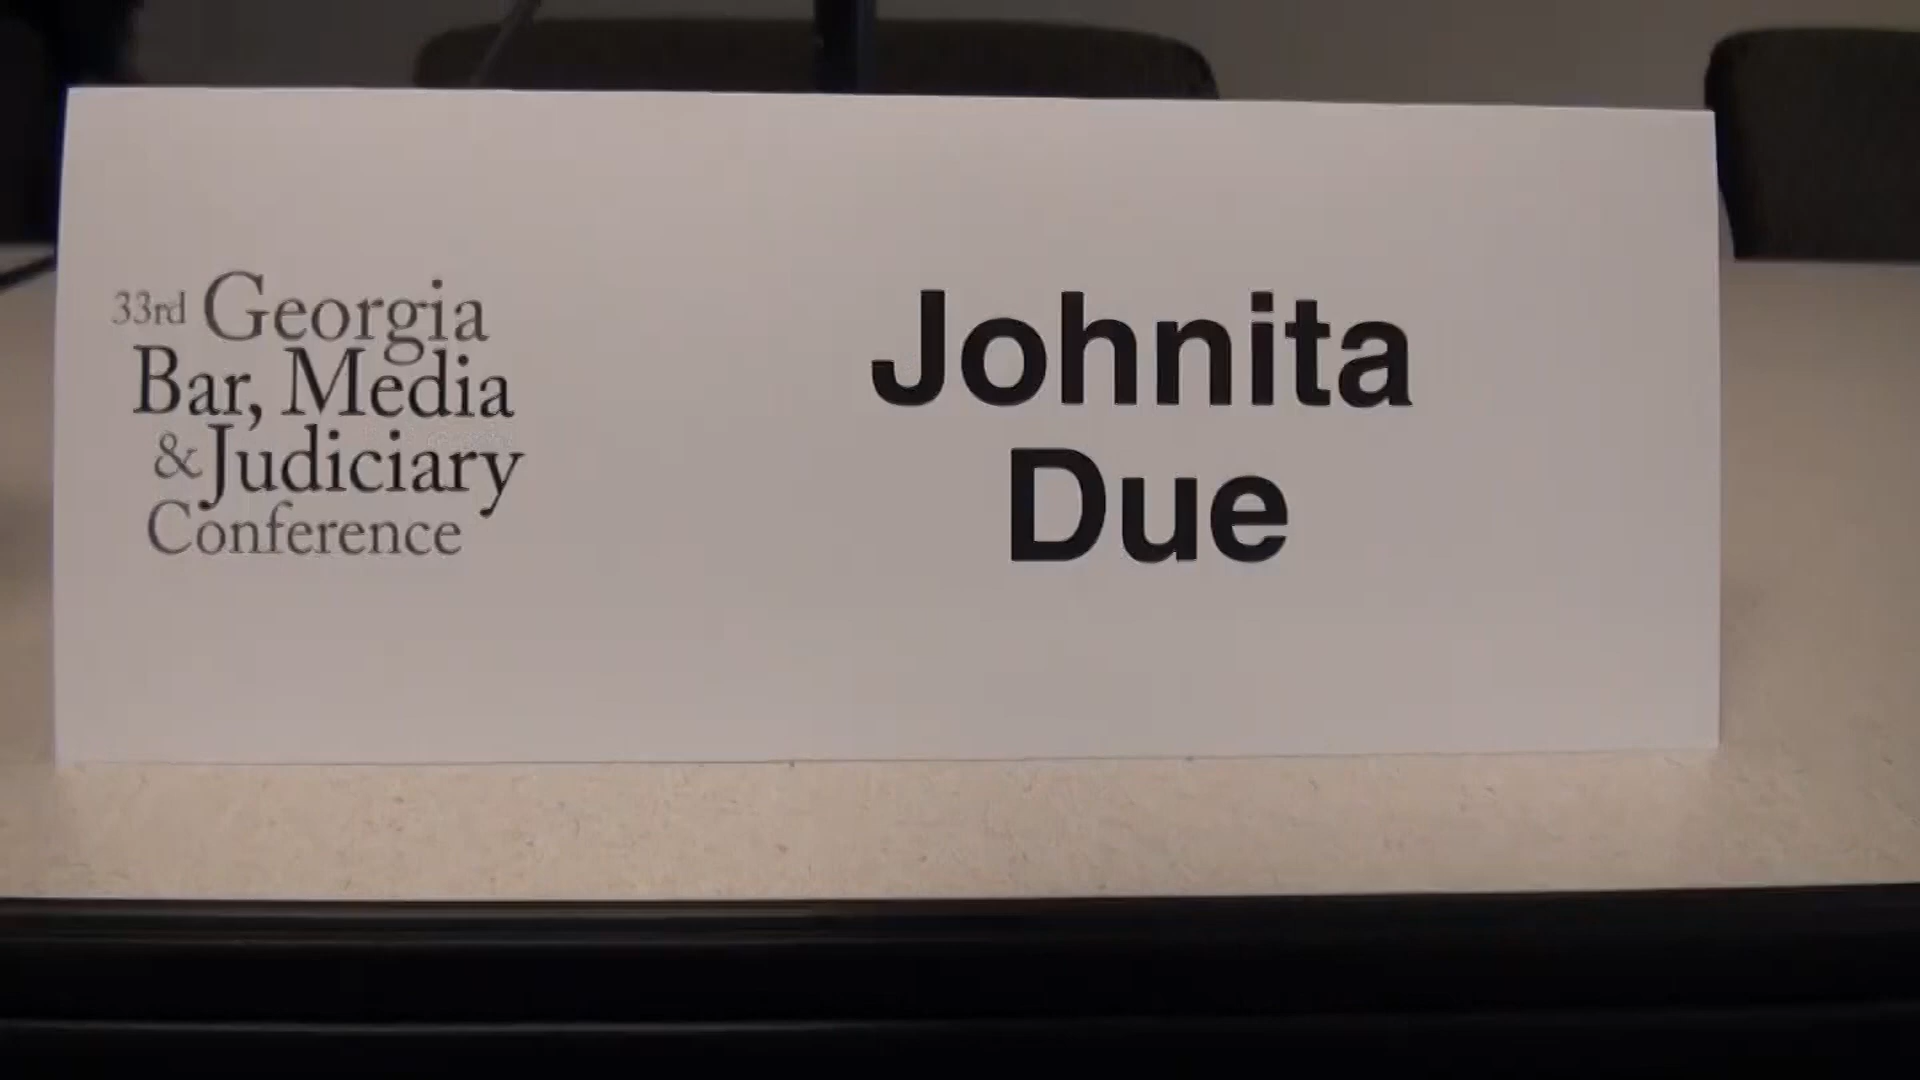 33rd Georgia
Bar, Media
& Judiciary
Conference
Johnita
Due